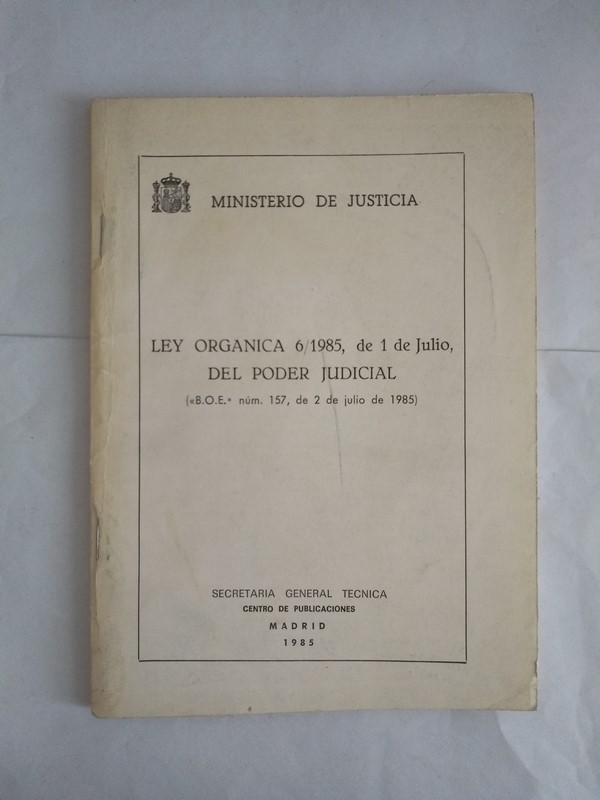 MINISTERIO DE JUSTICIA
LEY ORGANICA 6/1985, de 1 de Julio,
DEL PODER JUDICIAL
(«B.O.E.» núm. 157, de 2 de julio de 1985)
SECRETARIA GENERAL TECNICA
CENTRO DE PUBLICACIONES
MADRID
1985